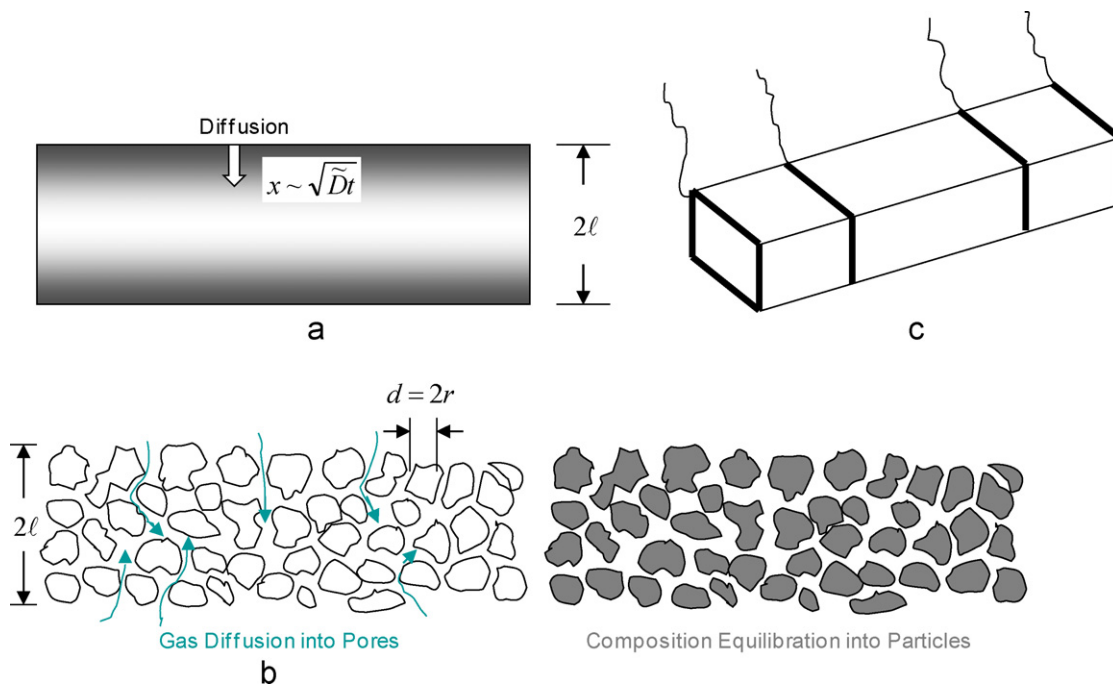 Diffusion
x ~ √D̃t
2ℓ
a
c
d = 2r
2ℓ
Gas Diffusion into Pores
Composition Equilibration into Particles
b